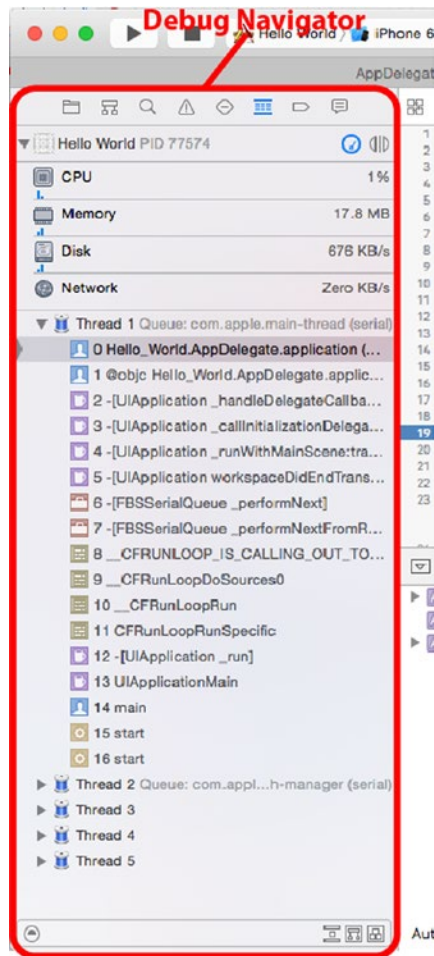 Debug Navigator
Hello World iPhone 6
AppDelegat
Hello World PID 77574
CPU 1%
Memory 17.8 MB
Disk 676 KB/s
Network Zero KB/s
Thread 1 Queue: com.apple.main-thread (serial)
0 Hello_World.AppDelegate.application (...
1 @objc Hello_World.AppDelegate.applic...
2 -[UIApplication _handleDelegateCallba...
3 -[UIApplication _callInitializationDelega...
4 -[UIApplication _runWithMainScene:tra...
5 -[UIApplication workspaceDidEndTrans...
6 -[FBSSerialQueue _performNext]
7 -[FBSSerialQueue _performNextFromR...
8 __CFRUNLOOP_IS_CALLING_OUT_TO...
9 __CFRunLoopDoSources0
10 __CFRunLoopRun
11 CFRunLoopRunSpecific
12 -[UIApplication _run]
13 UIApplicationMain
14 main
15 start
16 start
Thread 2 Queue: com.appl...h-manager (serial)
Thread 3
Thread 4
Thread 5
1
2
3
4
5
6
7
8
9
10
11
12
13
14
15
16
17
18
19
20
21
22
23
Aut